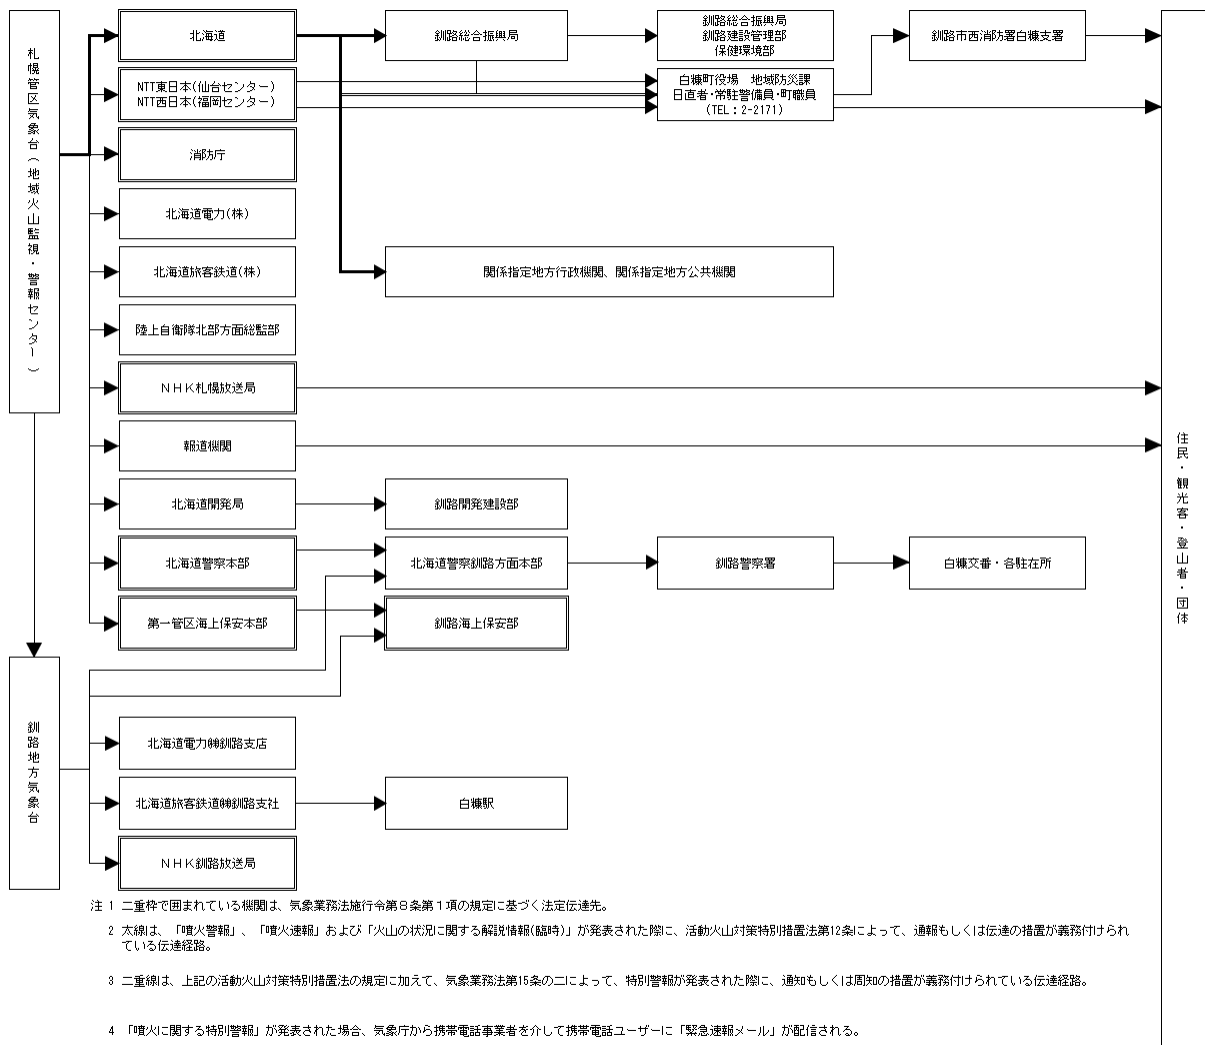 札幌管区気象台(地域火山監視・警報センター)
北海道
釧路総合振興局
釧路総合振興局
釧路建設管理部
保健環境部
釧路市西消防署白糠支署
NTT東日本(仙台センター)
NTT西日本(福岡センター)
白糠町役場　地域防災課
日直者・常駐警備員・町職員
(TEL:2-2171)
消防庁
北海道電力(株)
北海道旅客鉄道(株)
関係指定地方行政機関、関係指定地方公共機関
陸上自衛隊北部方面総監部
NHK札幌放送局
報道機関
北海道開発局
釧路開発建設部
北海道警察本部
北海道警察釧路方面本部
釧路警察署
白糠交番・各駐在所
第一管区海上保安本部
釧路海上保安部
住民・観光客・登山者・団体
釧路地方気象台
北海道電力㈱釧路支店
北海道旅客鉄道㈱釧路支社
白糠駅
NHK釧路放送局
注 1 二重枠で囲まれている機関は、気象業務法施行令第8条第1項の規定に基づく法定伝達先。
2 太線は、「噴火警報」、「噴火速報」および「火山の状況に関する解説情報(臨時)」が発表された際に、活動火山対策特別措置法第12条によって、通報もしくは伝達の措置が義務付けられ
ている伝達経路。
3 二重線は、上記の活動火山対策特別措置法の規定に加えて、気象業務法第15条の二によって、特別警報が発表された際に、通知もしくは周知の措置が義務付けられている伝達経路。
4 「噴火に関する特別警報」が発表された場合、気象庁から携帯電話事業者を介して携帯電話ユーザーに「緊急速報メール」が配信される。